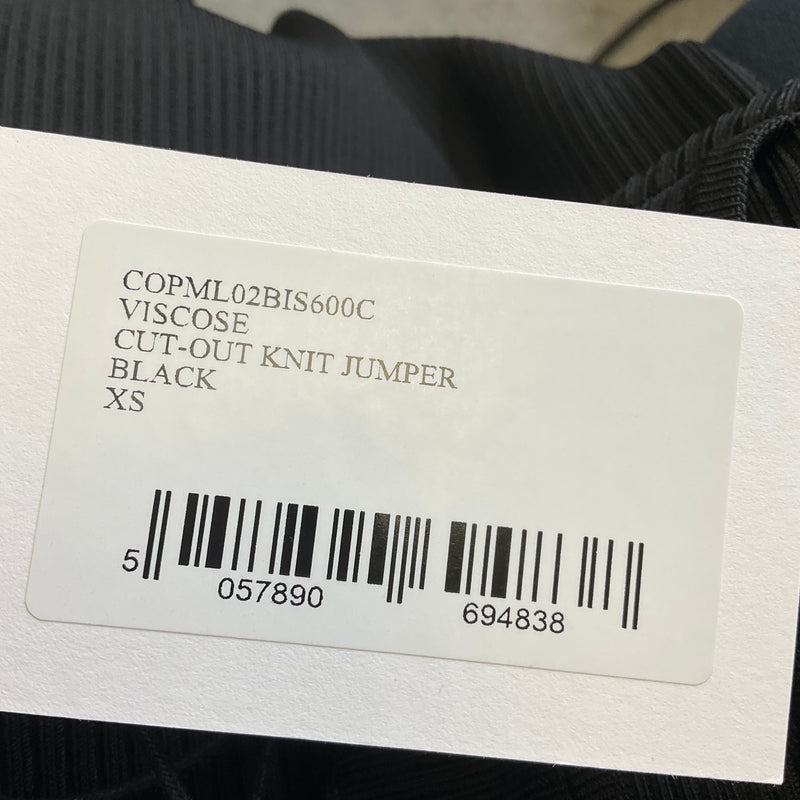 COPML02BIS600C
VISCOSE
CUT-OUT KNIT JUMPER
BLACK
XS
5 057890 694838